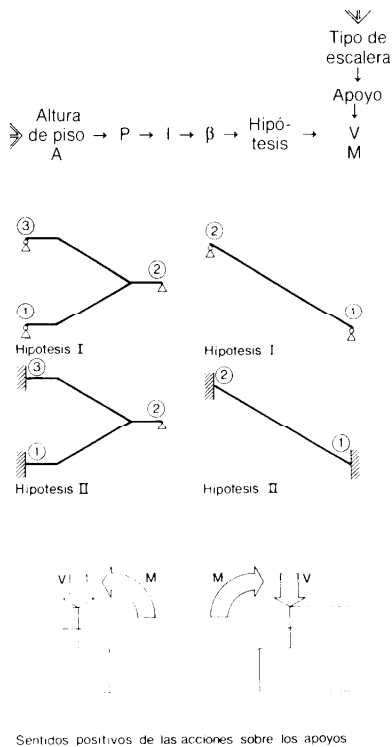 Tipo de
escalera
Apoyo
Altura
de piso → P → l → β → Hipó-
tesis → V
A M
③
②
①
Hipotesis I
②
①
Hipotesis I
③
②
①
Hipotesis II
②
①
Hipotesis II
V M M V
Sentidos positivos de las acciones sobre los apoyos